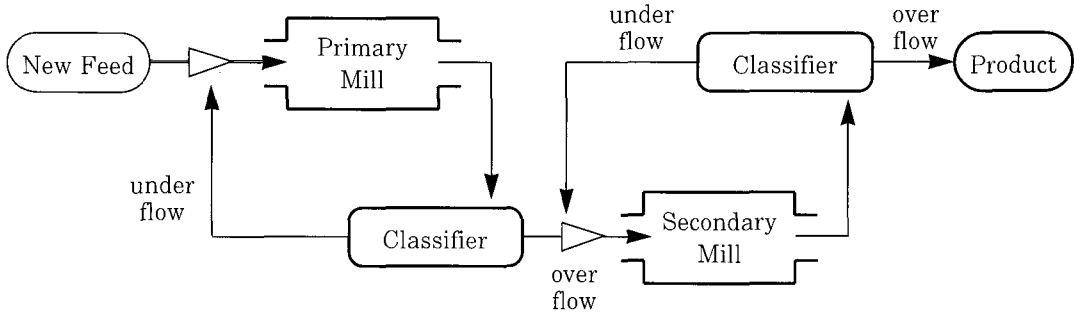 New Feed
Primary
Mill
under
flow
Classifier
over
flow
Product
under
flow
Classifier
over
flow
Secondary
Mill